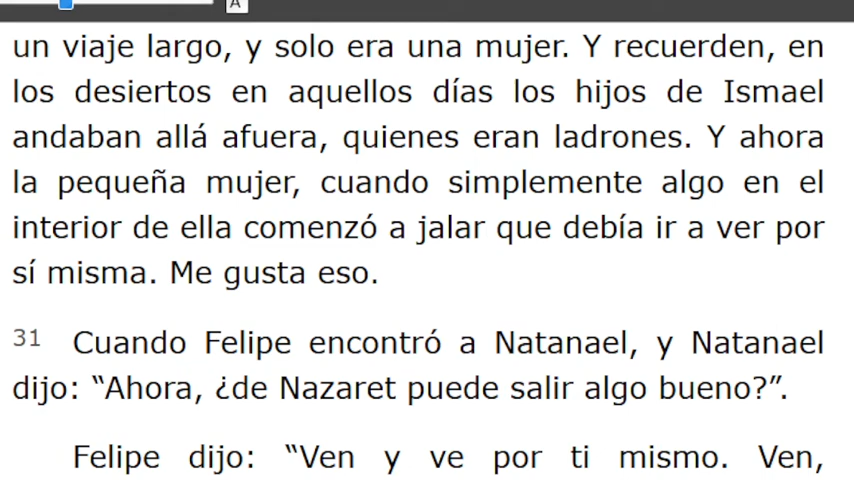 A
un viaje largo, y solo era una mujer. Y recuerden, en
los desiertos en aquellos días los hijos de Ismael
andaban allá afuera, quienes eran ladrones. Y ahora
la pequeña mujer, cuando simplemente algo en el
interior de ella comenzó a jalar que debía ir a ver por
sí misma. Me gusta eso.
31 Cuando Felipe encontró a Natanael, y Natanael
dijo: “Ahora, ¿de Nazaret puede salir algo bueno?”.
Felipe dijo: “Ven y ve por ti mismo. Ven,